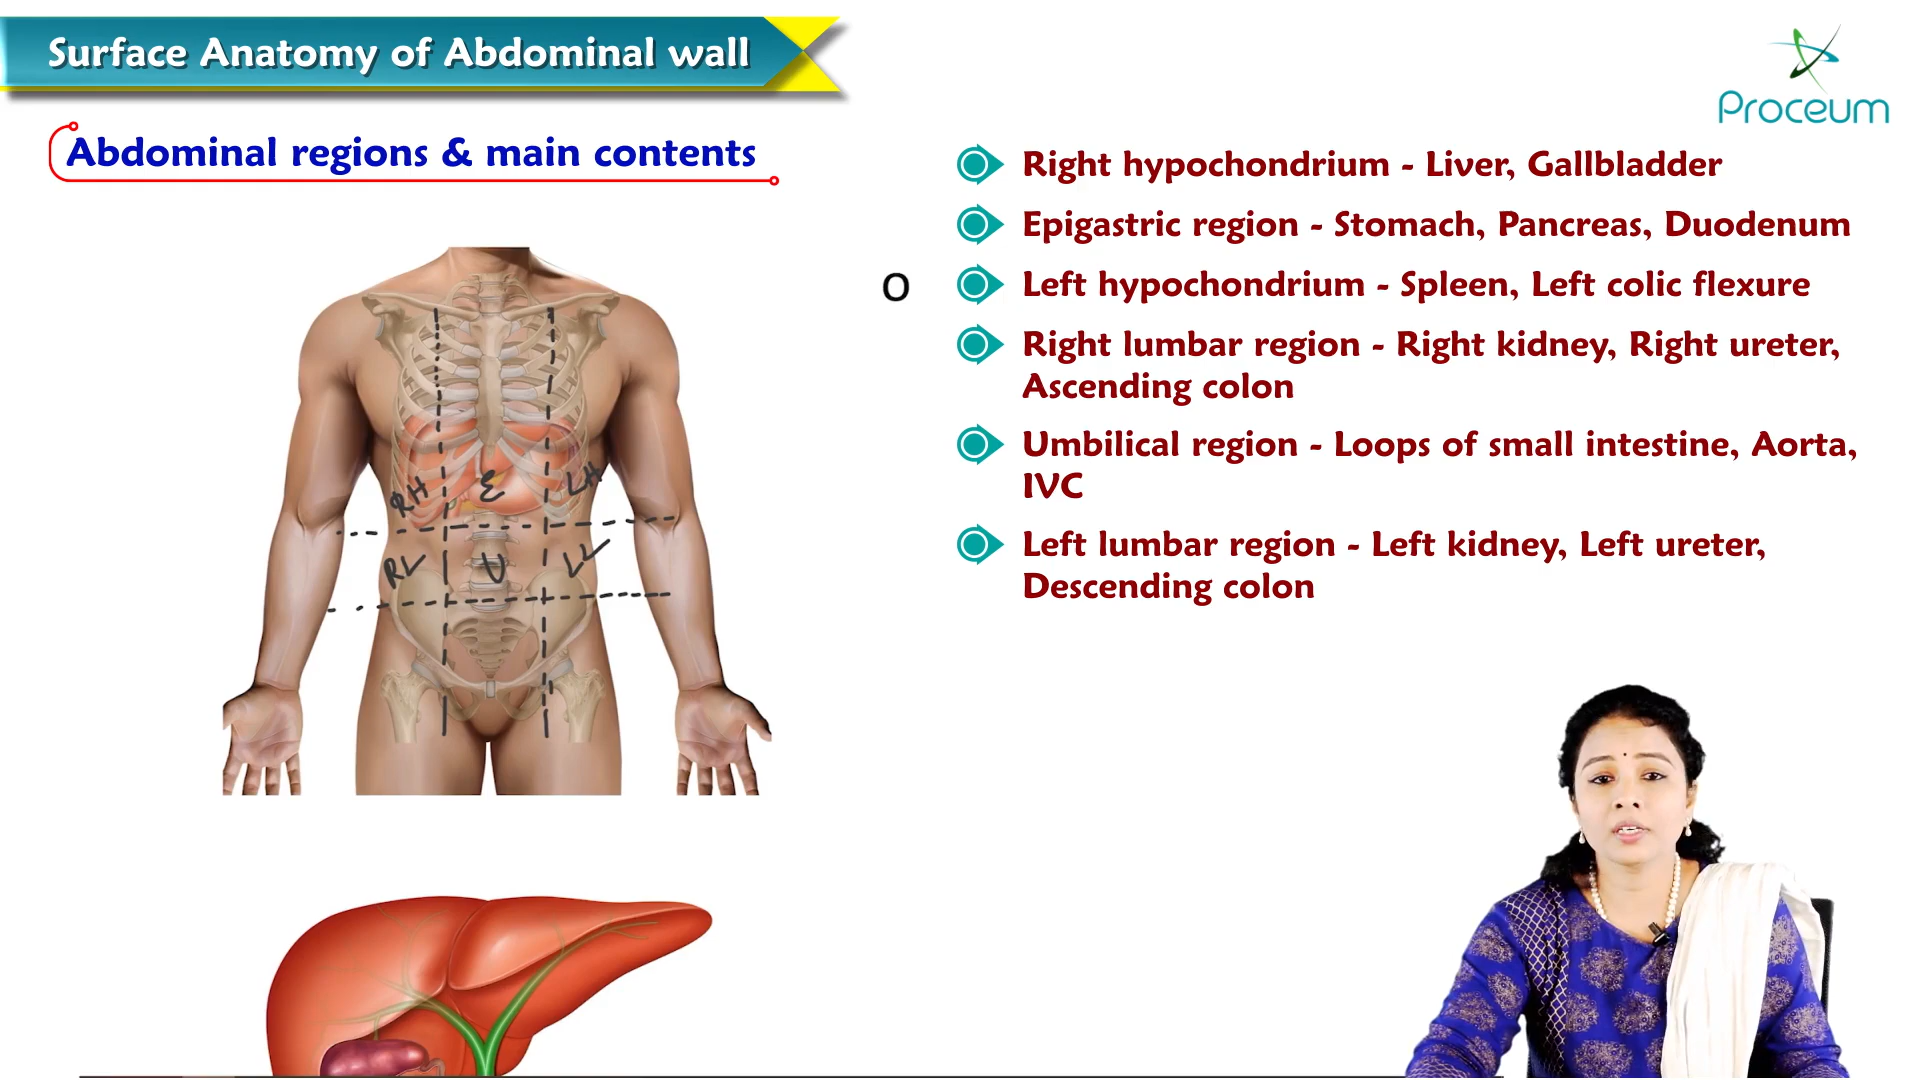 Surface Anatomy of Abdominal wall
Proceum
Abdominal regions & main contents
Right hypochondrium - Liver, Gallbladder
Epigastric region - Stomach, Pancreas, Duodenum
O
Left hypochondrium - Spleen, Left colic flexure
Right lumbar region - Right kidney, Right ureter,
Ascending colon
Umbilical region - Loops of small intestine, Aorta,
IVC
Left lumbar region - Left kidney, Left ureter,
Descending colon
RH E LH
RL U LL